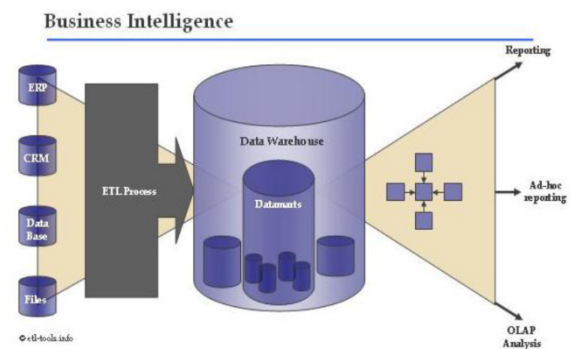 Business Intelligence
ERP
CRM
Data
Base
Files
ETL Process
Data Warehouse
Datamarts
Reporting
Ad-hoc
reporting
OLAP
Analysis
© etl-tools.info